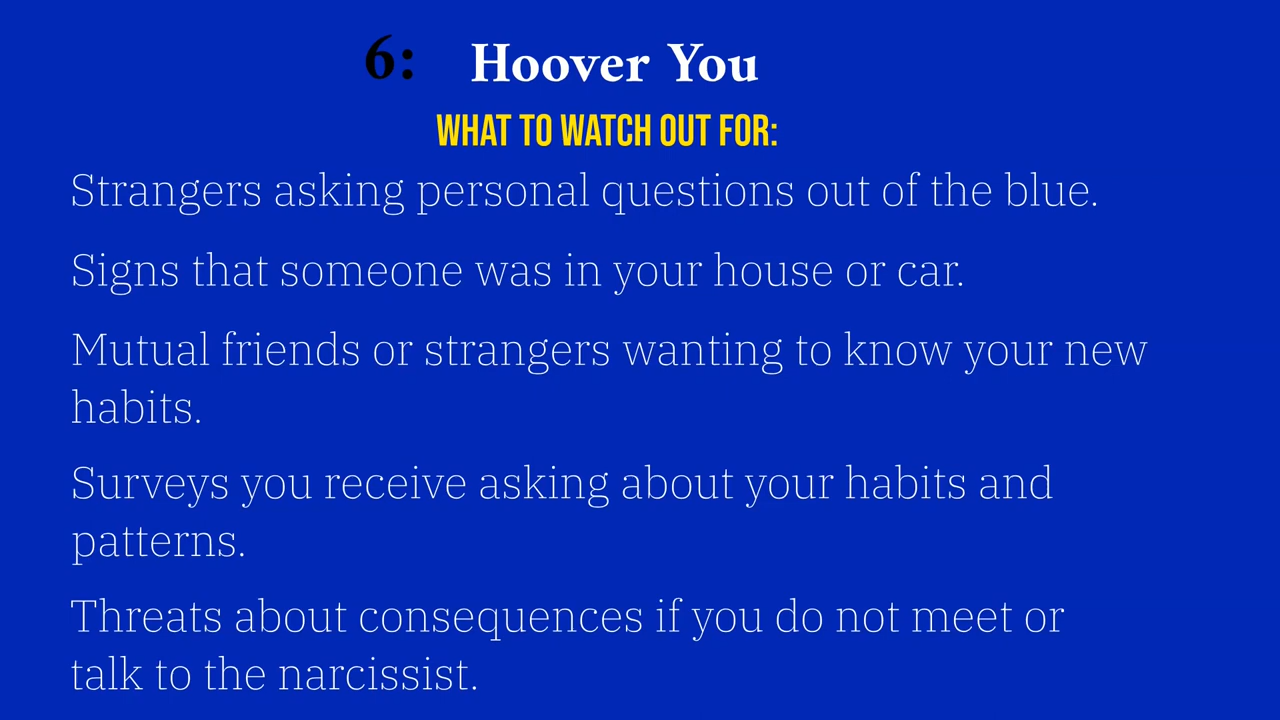 6: Hoover You
WHAT TO WATCH OUT FOR:
Strangers asking personal questions out of the blue.
Signs that someone was in your house or car.
Mutual friends or strangers wanting to know your new
habits.
Surveys you receive asking about your habits and
patterns.
Threats about consequences if you do not meet or
talk to the narcissist.